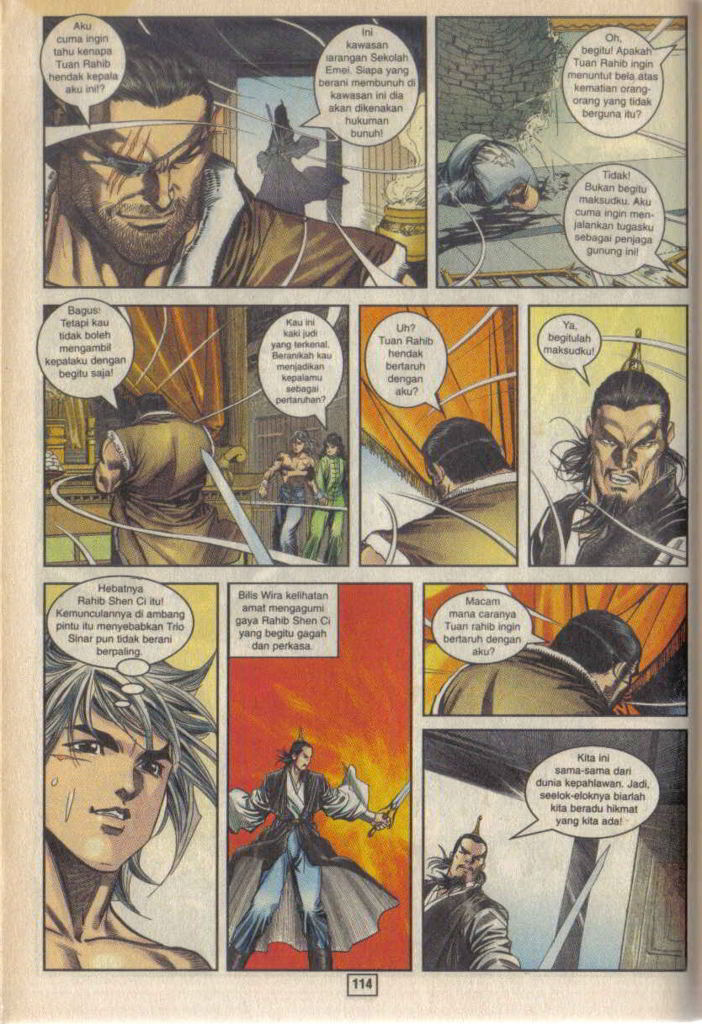 Aku
cuma ingin
tahu kenapa
Tuan Rahib
hendak kepala
aku ini!?
Ini
kawasan
larangan Sekolah
Emei. Siapa yang
berani membunuh di
kawasan ini dia
akan dikenakan
hukuman
bunuh!
Oh,
begitu! Apakah
Tuan Rahib ingin
menuntut bela atas
kematian orang-
orang yang tidak
berguna itu?
Tidak!
Bukan begitu
maksudku. Aku
cuma ingin men-
jalankan tugasku
sebagai penjaga
gunung ini!
Bagus!
Tetapi kau
tidak boleh
mengambil
kepalaku dengan
begitu saja!
Kau ini
kaki judi
yang terkenal.
Beranikah kau
menjadikan
kepalamu
sebagai
pertaruhan?
Uh?
Tuan Rahib
hendak
bertaruh
dengan
aku?
Ya,
begitulah
maksudku!
Hebatnya
Rahib Shen Ci itu!
Kemunculannya di ambang
pintu itu menyebabkan Trio
Sinar pun tidak berani
berpaling.
Bilis Wira kelihatan
amat mengagumi
gaya Rahib Shen Ci
yang begitu gagah
dan perkasa.
Macam
mana caranya
Tuan rahib ingin
bertaruh dengan
aku?
Kita ini
sama-sama dari
dunia kepahlawan. Jadi,
seelok-eloknya biarlah
kita beradu hikmat
yang kita ada!
114